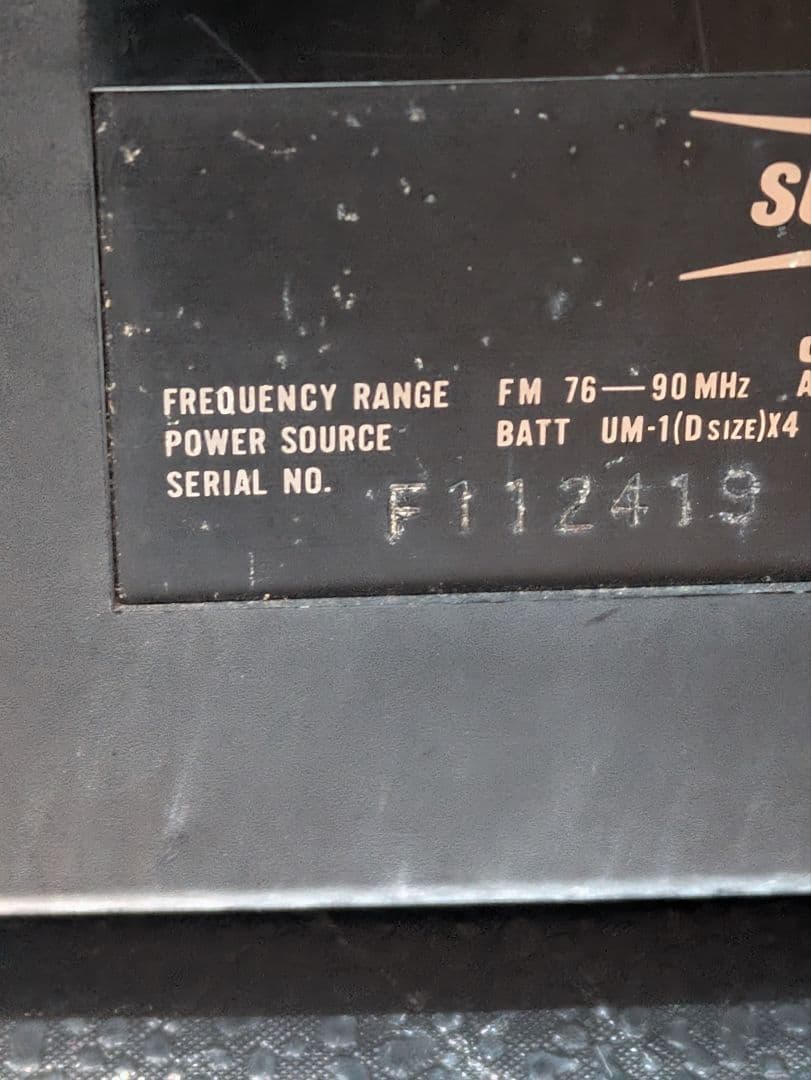 FREQUENCY RANGE FM 76—90 MHz
POWER SOURCE BATT UM-1(D SIZE)X4
SERIAL NO. F112419